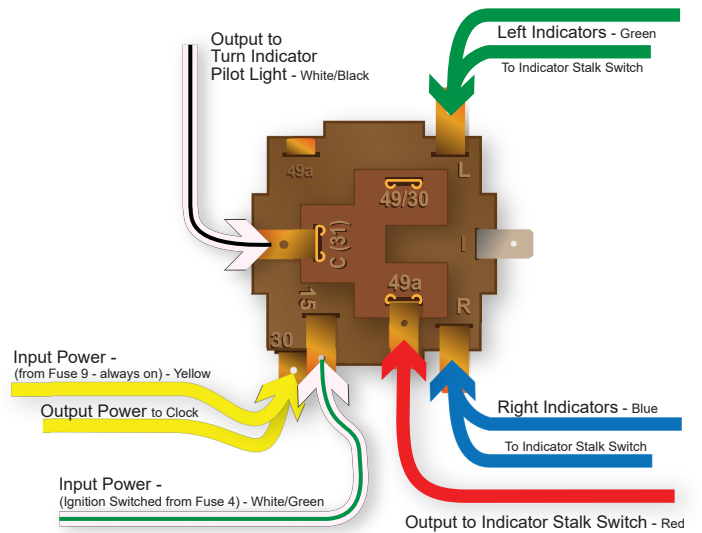 Output to
Turn Indicator
Pilot Light - White/Black
Left Indicators - Green
To Indicator Stalk Switch
49a
L
49/30
C (31)
I
49a
15
R
30
Input Power -
(from Fuse 9 - always on) - Yellow
Output Power to Clock
Right Indicators - Blue
To Indicator Stalk Switch
Input Power -
(Ignition Switched from Fuse 4) - White/Green
Output to Indicator Stalk Switch - Red